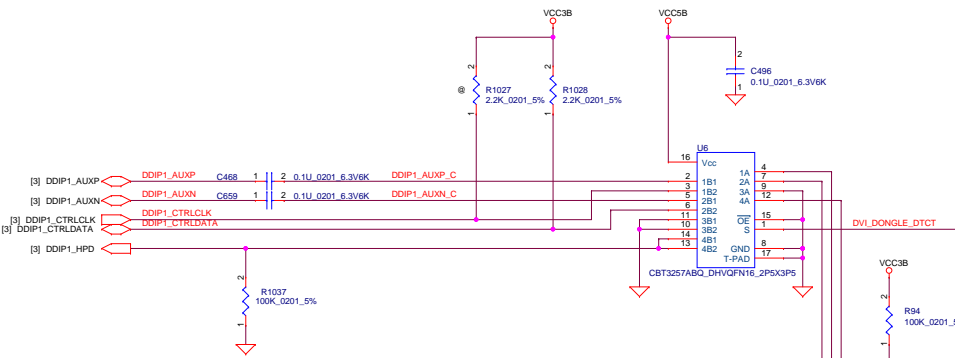 VCC3B VCC5B
2 C496
0.1U_0201_6.3V6K
1
2 2
@ R1027 R1028
2.2K_0201_5% 2.2K_0201_5%
1 1
U6
16 Vcc
[3] DDIP1_AUXP DDIP1_AUXP C468 1 2 0.1U_0201_6.3V6K DDIP1_AUXP_C 2 1B1 1A 4
3 1B2 2A 7
[3] DDIP1_AUXN DDIP1_AUXN C659 1 2 0.1U_0201_6.3V6K DDIP1_AUXN_C 5 2B1 3A 9
6 2B2 4A 12
[3] DDIP1_CTRLCLK DDIP1_CTRLCLK 11 3B1 OE 15
[3] DDIP1_CTRLDATA DDIP1_CTRLDATA 10 3B2 S 1 DVI_DONGLE_DTCT
14 4B1
[3] DDIP1_HPD 13 4B2 GND 8
T-PAD 17
CBT3257ABQ_DHVQFN16_2P5X3P5
VCC3B
2
R1037
100K_0201_5%
1
2
R94
100K_0201_5
1